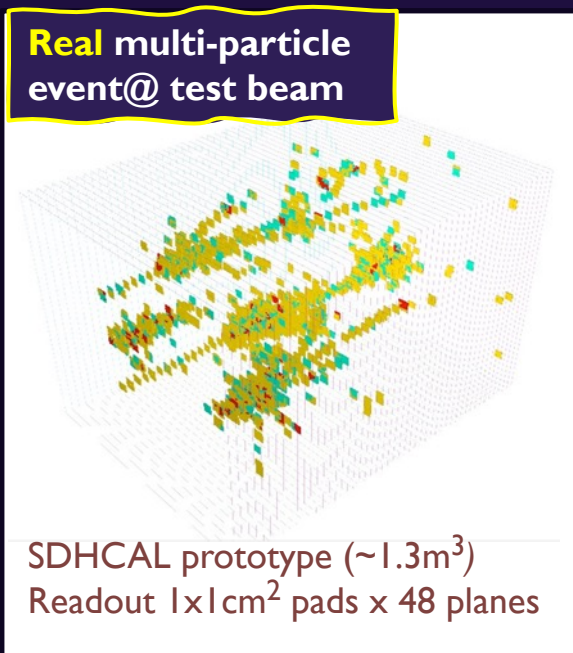 Real multi-particle
event@ test beam
SDHCAL prototype (~1.3m³)
Readout 1x1cm² pads x 48 planes